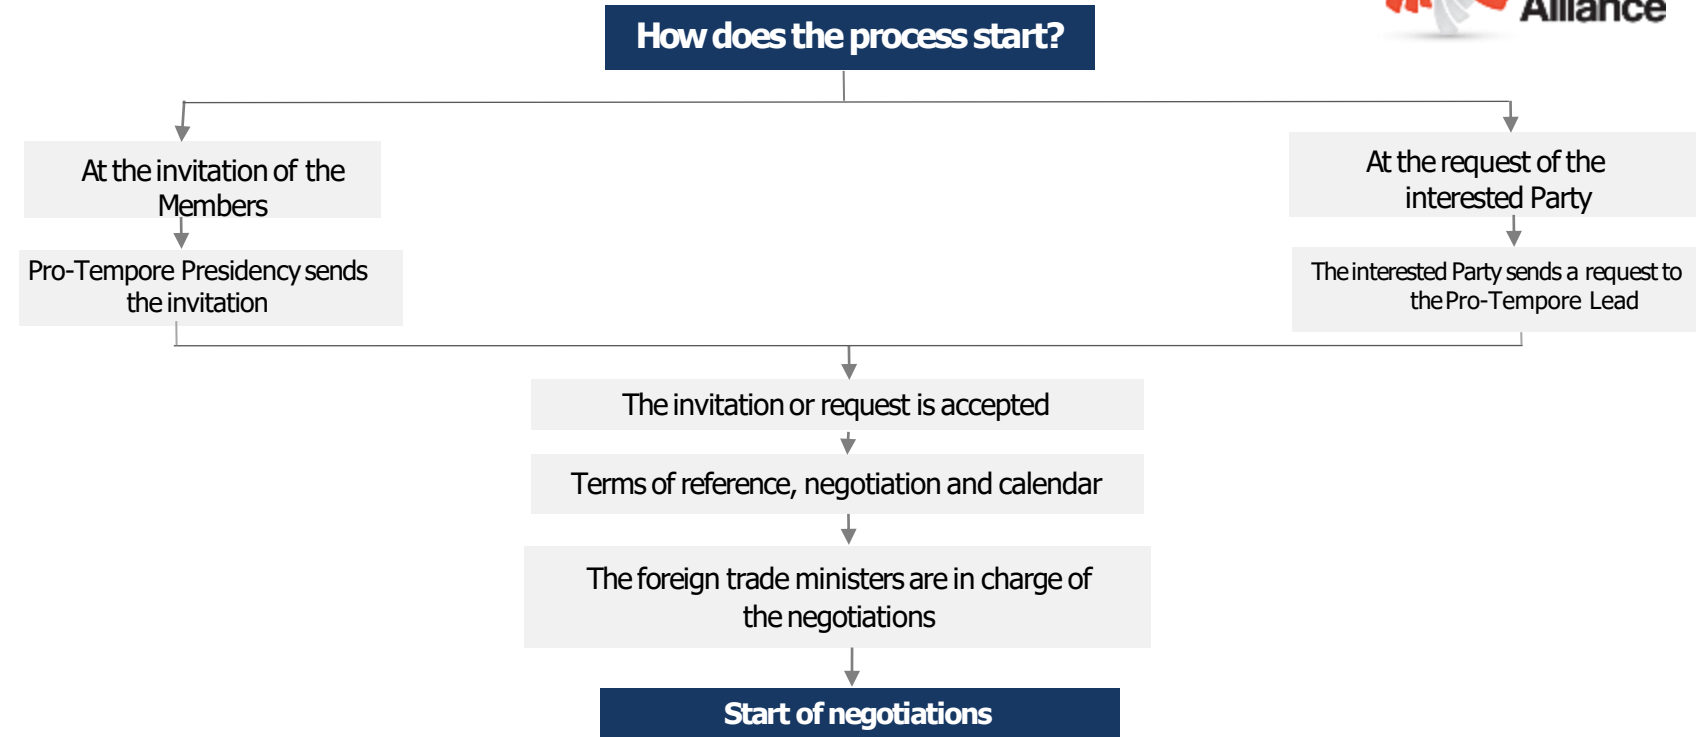 Alliance
How does the process start?
At the invitation of the
Members
At the request of the
interested Party
Pro-Tempore Presidency sends
the invitation
The interested Party sends a request to
the Pro-Tempore Lead
The invitation or request is accepted
Terms of reference, negotiation and calendar
The foreign trade ministers are in charge of
the negotiations
Start of negotiations